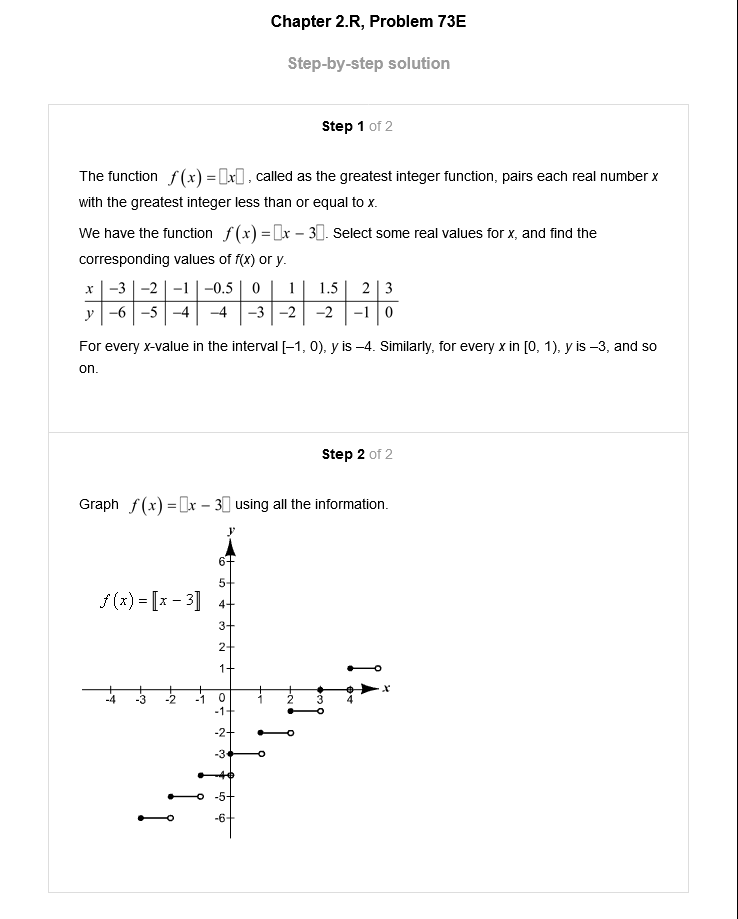 Chapter 2.R, Problem 73E
Step-by-step solution
Step 1 of 2
The function f(x) = ▯x▯, called as the greatest integer function, pairs each real number x
with the greatest integer less than or equal to x.
We have the function f(x) = ▯x − 3▯. Select some real values for x, and find the
corresponding values of f(x) or y.
x | −3 | −2 | −1 | −0.5 | 0 | 1 | 1.5 | 2 | 3
y | −6 | −5 | −4 | −4 | −3 | −2 | −2 | −1 | 0
For every x-value in the interval [−1, 0), y is −4. Similarly, for every x in [0, 1), y is −3, and so
on.
Step 2 of 2
Graph f(x) = ▯x − 3▯ using all the information.
y
6
5
f(x) = ⟦x − 3⟧ 4
3
2
1
x
-4 -3 -2 -1 0 1 2 3 4
-1
-2
-3
-4
-5
-6